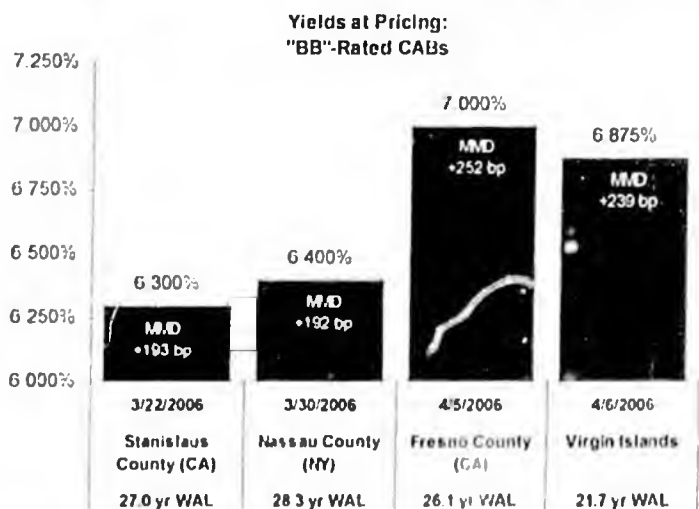 Yields at Pricing:
"BB"-Rated CABs
7.250%
7 000%
6 750%
6 500%
6 250%
6 000%
6 300%
MMD
+193 bp
6 400%
MMD
+192 bp
7 000%
MMD
+252 bp
6 875%
MMD
+239 bp
3/22/2006
3/30/2006
4/5/2006
4/6/2006
Stanislaus
County (CA)
Nassau County
(NY)
Fresno County
(CA)
Virgin Islands
27.0 yr WAL
28.3 yr WAL
26.1 yr WAL
21.7 yr WAL